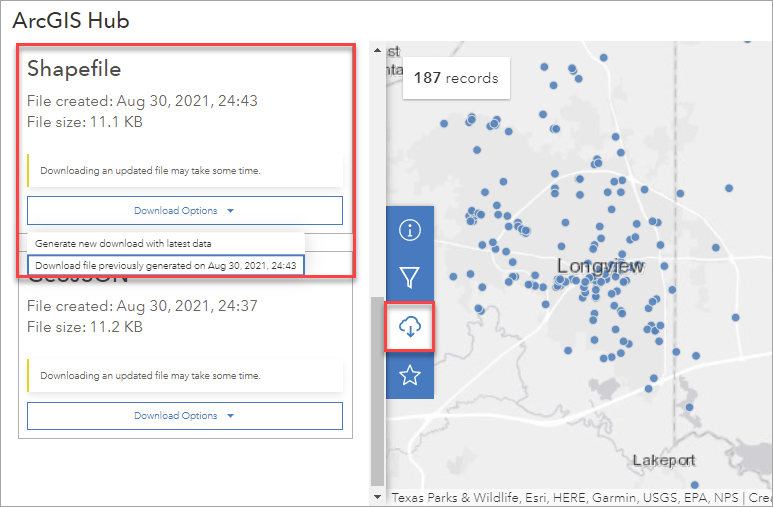 ArcGIS Hub
Shapefile
File created: Aug 30, 2021, 24:43
File size: 11.1 KB
Downloading an updated file may take some time.
Download Options
Generate new download with latest data
Download file previously generated on Aug 30, 2021, 24:43
GeoJSON
File created: Aug 30, 2021, 24:37
File size: 11.2 KB
Downloading an updated file may take some time.
Download Options
187 records
Longview
Lakeport
Texas Parks & Wildlife, Esri, HERE, Garmin, USGS, EPA, NPS | Crea